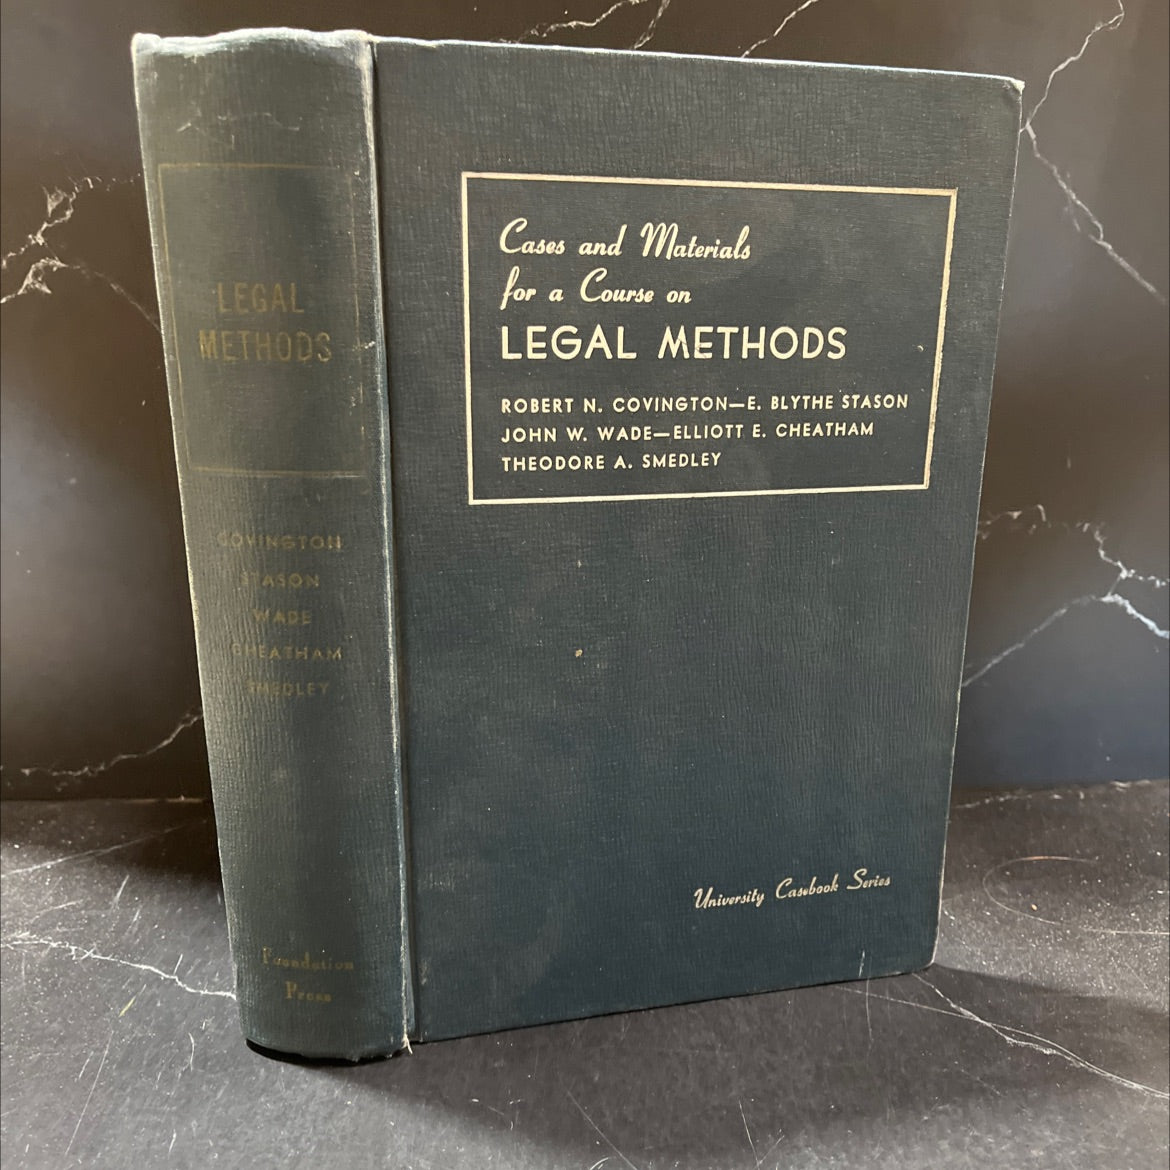 LEGAL
METHODS
COVINGTON
STASON
WADE
CHEATHAM
SMEDLEY
Foundation
Press
Cases and Materials
for a Course on
LEGAL METHODS
ROBERT N. COVINGTON—E. BLYTHE STASON
JOHN W. WADE—ELLIOTT E. CHEATHAM
THEODORE A. SMEDLEY
University Casebook Series